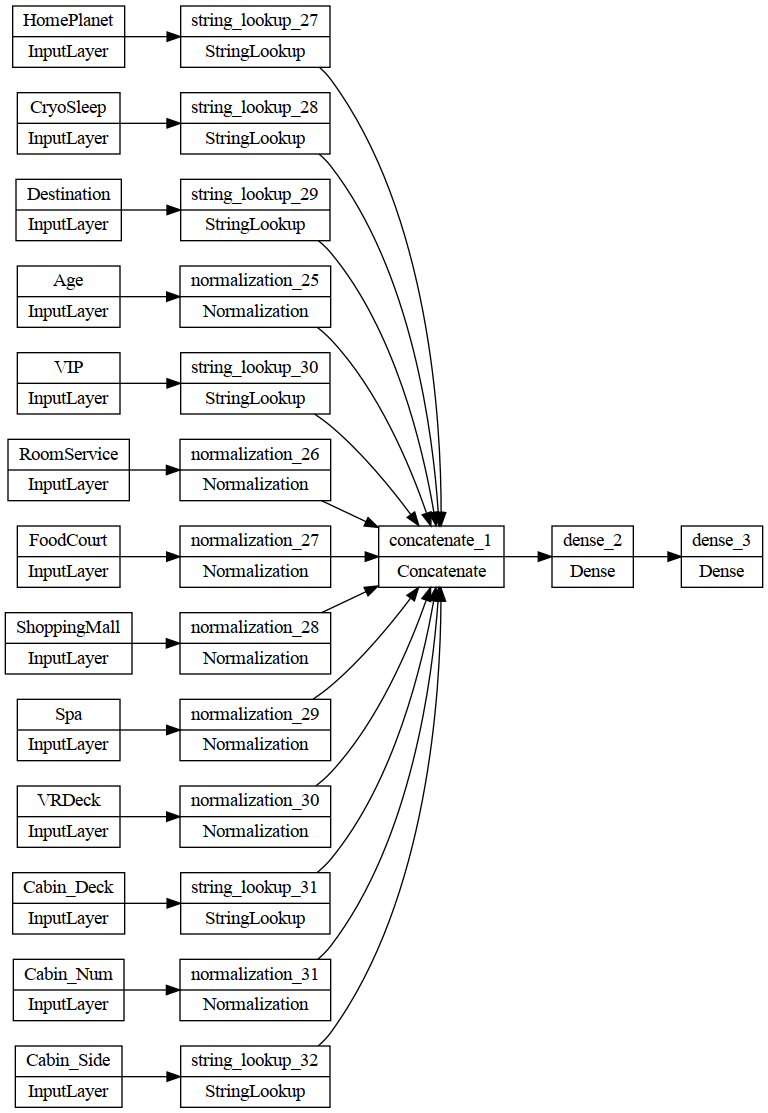 HomePlanet
InputLayer
string_lookup_27
StringLookup
CryoSleep
InputLayer
string_lookup_28
StringLookup
Destination
InputLayer
string_lookup_29
StringLookup
Age
InputLayer
normalization_25
Normalization
VIP
InputLayer
string_lookup_30
StringLookup
RoomService
InputLayer
normalization_26
Normalization
FoodCourt
InputLayer
normalization_27
Normalization
concatenate_1
Concatenate
dense_2
Dense
dense_3
Dense
ShoppingMall
InputLayer
normalization_28
Normalization
Spa
InputLayer
normalization_29
Normalization
VRDeck
InputLayer
normalization_30
Normalization
Cabin_Deck
InputLayer
string_lookup_31
StringLookup
Cabin_Num
InputLayer
normalization_31
Normalization
Cabin_Side
InputLayer
string_lookup_32
StringLookup